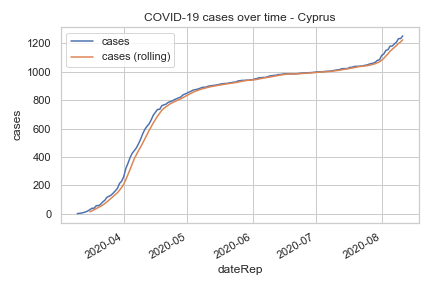 COVID-19 cases over time - Cyprus
cases
cases (rolling)
1200
1000
800
600
400
200
0
cases
2020-04
2020-05
2020-06
2020-07
2020-08
dateRep